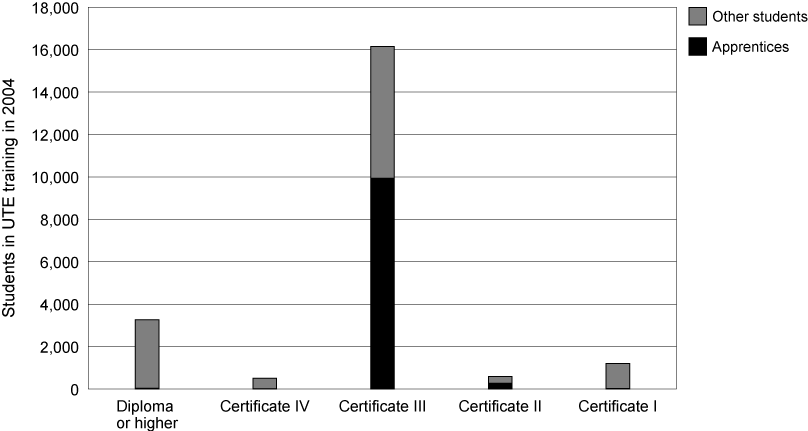 Other students
Apprentices
Students in UTE training in 2004
18,000
16,000
14,000
12,000
10,000
8,000
6,000
4,000
2,000
0
Diploma
or higher
Certificate IV
Certificate III
Certificate II
Certificate I